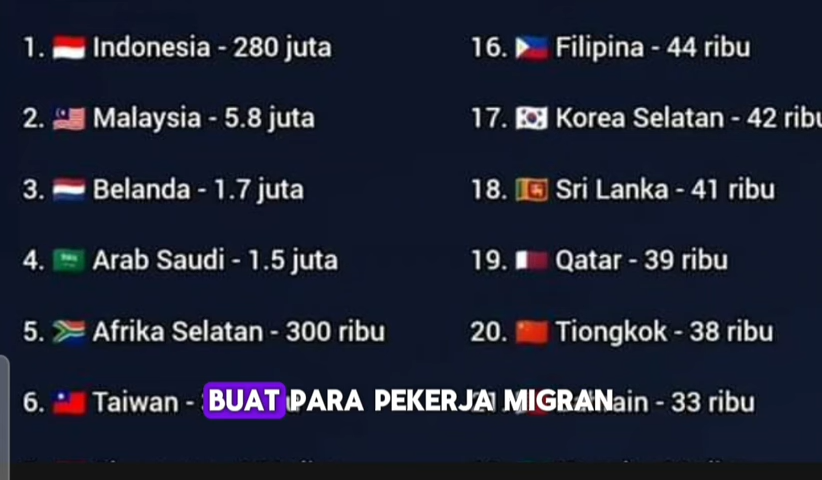 1. Indonesia - 280 juta
2. Malaysia - 5.8 juta
3. Belanda - 1.7 juta
4. Arab Saudi - 1.5 juta
5. Afrika Selatan - 300 ribu
6. Taiwan -
16. Filipina - 44 ribu
17. Korea Selatan - 42 ribu
18. Sri Lanka - 41 ribu
19. Qatar - 39 ribu
20. Tiongkok - 38 ribu
- 33 ribu
BUAT PARA PEKERJA MIGRAN